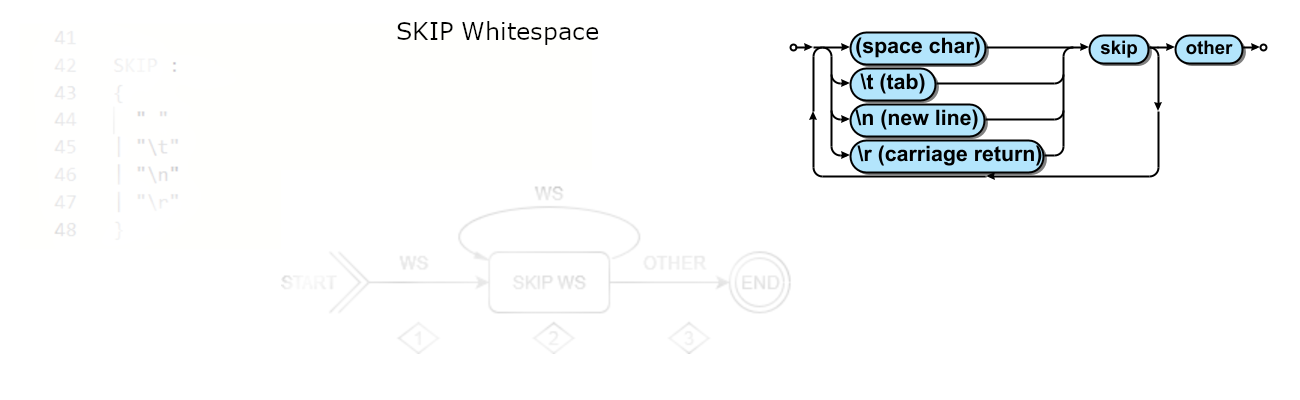 SKIP Whitespace
41
42 SKIP :
43 {
44 | " "
45 | "\t"
46 | "\n"
47 | "\r"
48 }
(space char)
\t (tab)
\n (new line)
\r (carriage return)
skip
other
WS
START
WS
SKIP WS
OTHER
END
1
2
3